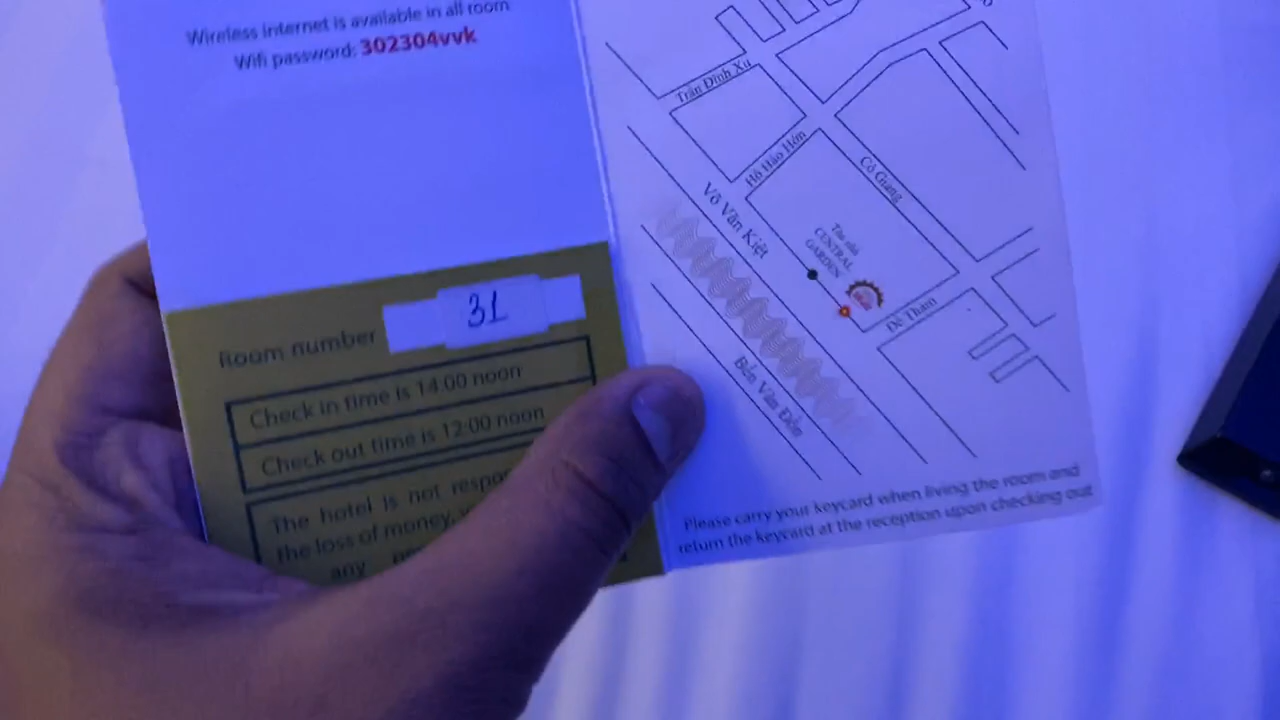 Wireless internet is available in all room
Wifi password: 302304vvk
Room number 31
Check in time is 14:00 noon
Check out time is 12:00 noon
The hotel is not
the loss of money,
any
Trần Đình Xu
Hồ Hảo Hớn
Cô Giang
Võ Văn Kiệt
Tòa nhà
CENTRAL
GARDEN
Đề Thám
Bến Vân Đồn
Please carry your keycard when living the room and
return the keycard at the reception upon checking out